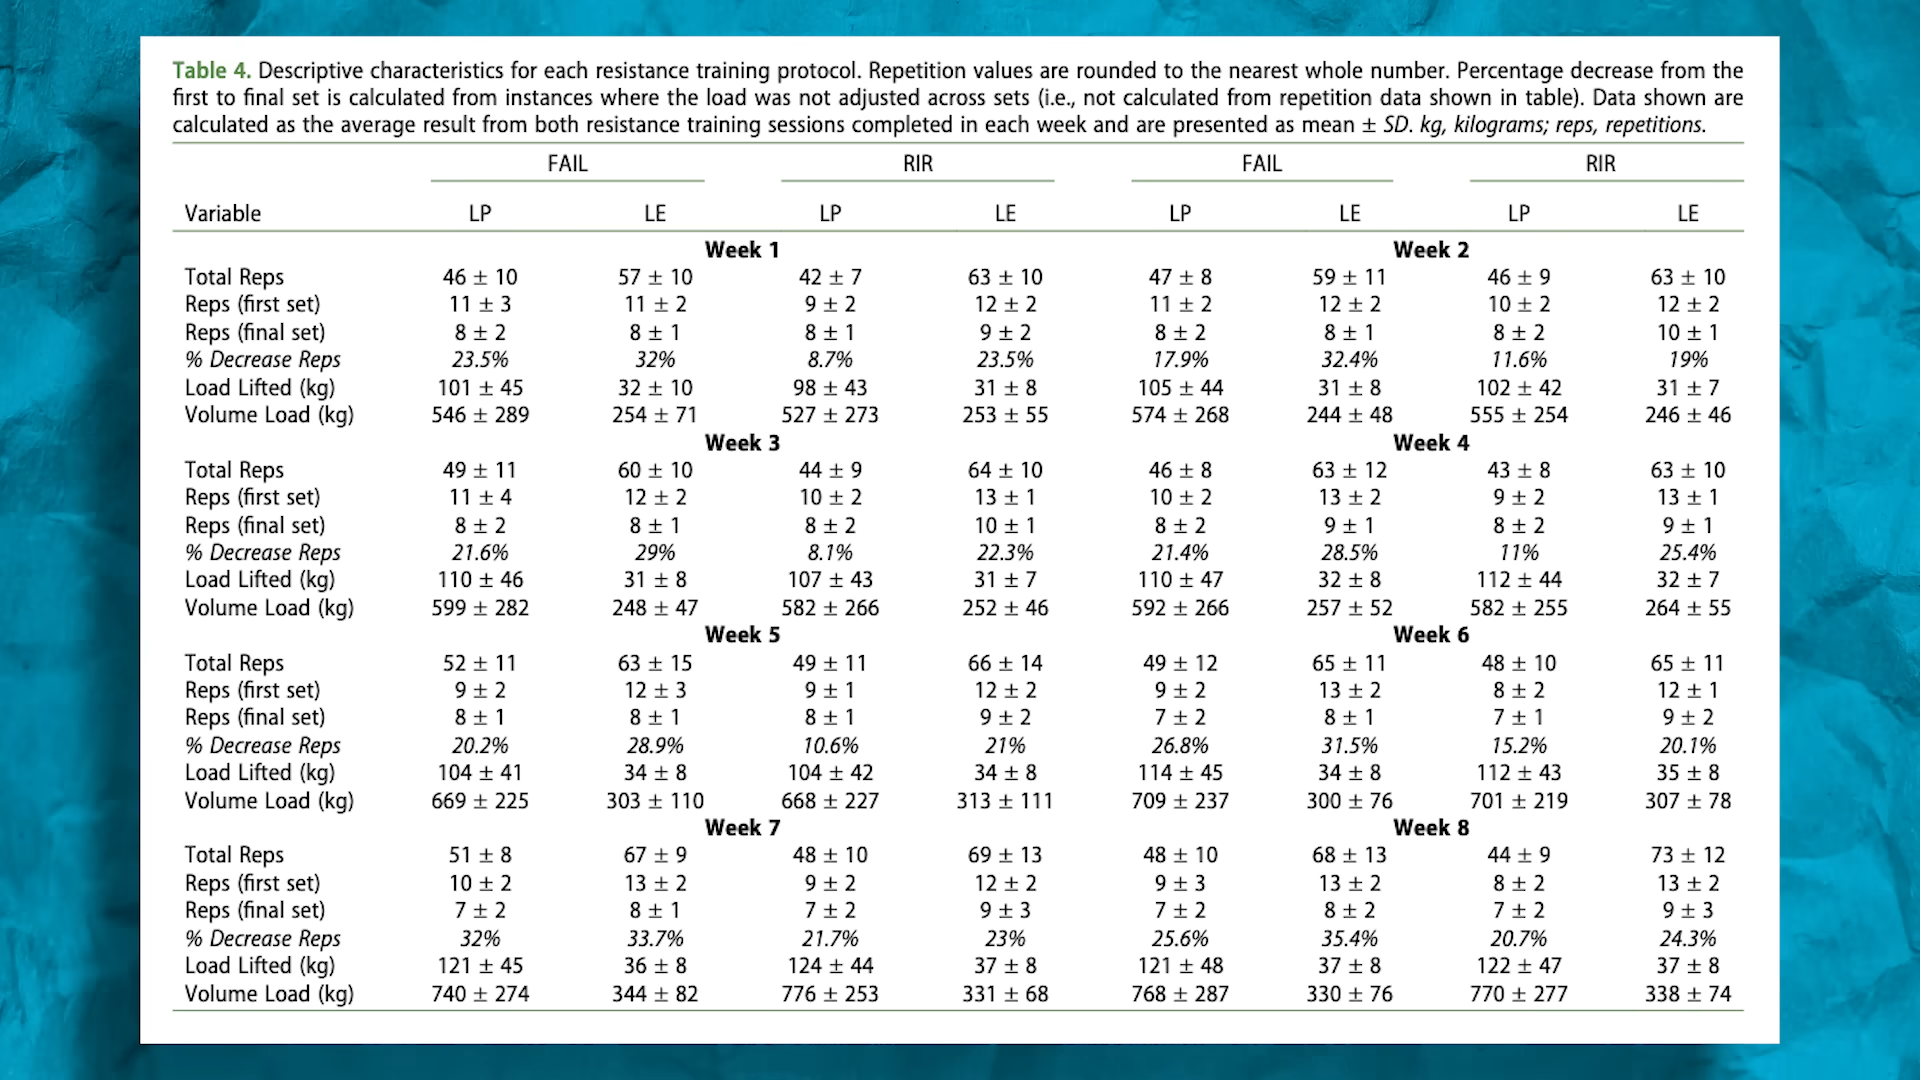 Table 4. Descriptive characteristics for each resistance training protocol. Repetition values are rounded to the nearest whole number. Percentage decrease from the
first to final set is calculated from instances where the load was not adjusted across sets (i.e., not calculated from repetition data shown in table). Data shown are
calculated as the average result from both resistance training sessions completed in each week and are presented as mean ± SD. kg, kilograms; reps, repetitions.
FAIL RIR FAIL RIR
Variable LP LE LP LE LP LE LP LE
Week 1 Week 2
Total Reps 46 ± 10 57 ± 10 42 ± 7 63 ± 10 47 ± 8 59 ± 11 46 ± 9 63 ± 10
Reps (first set) 11 ± 3 11 ± 2 9 ± 2 12 ± 2 11 ± 2 12 ± 2 10 ± 2 12 ± 2
Reps (final set) 8 ± 2 8 ± 1 8 ± 1 9 ± 2 8 ± 2 8 ± 1 8 ± 2 10 ± 1
% Decrease Reps 23.5% 32% 8.7% 23.5% 17.9% 32.4% 11.6% 19%
Load Lifted (kg) 101 ± 45 32 ± 10 98 ± 43 31 ± 8 105 ± 44 31 ± 8 102 ± 42 31 ± 7
Volume Load (kg) 546 ± 289 254 ± 71 527 ± 273 253 ± 55 574 ± 268 244 ± 48 555 ± 254 246 ± 46
Week 3 Week 4
Total Reps 49 ± 11 60 ± 10 44 ± 9 64 ± 10 46 ± 8 63 ± 12 43 ± 8 63 ± 10
Reps (first set) 11 ± 4 12 ± 2 10 ± 2 13 ± 1 10 ± 2 13 ± 2 9 ± 2 13 ± 1
Reps (final set) 8 ± 2 8 ± 1 8 ± 2 10 ± 1 8 ± 2 9 ± 1 8 ± 2 9 ± 1
% Decrease Reps 21.6% 29% 8.1% 22.3% 21.4% 28.5% 11% 25.4%
Load Lifted (kg) 110 ± 46 31 ± 8 107 ± 43 31 ± 7 110 ± 47 32 ± 8 112 ± 44 32 ± 7
Volume Load (kg) 599 ± 282 248 ± 47 582 ± 266 252 ± 46 592 ± 266 257 ± 52 582 ± 255 264 ± 55
Week 5 Week 6
Total Reps 52 ± 11 63 ± 15 49 ± 11 66 ± 14 49 ± 12 65 ± 11 48 ± 10 65 ± 11
Reps (first set) 9 ± 2 12 ± 3 9 ± 1 12 ± 2 9 ± 2 13 ± 2 8 ± 2 12 ± 1
Reps (final set) 8 ± 1 8 ± 1 8 ± 1 9 ± 2 7 ± 2 8 ± 1 7 ± 1 9 ± 2
% Decrease Reps 20.2% 28.9% 10.6% 21% 26.8% 31.5% 15.2% 20.1%
Load Lifted (kg) 104 ± 41 34 ± 8 104 ± 42 34 ± 8 114 ± 45 34 ± 8 112 ± 43 35 ± 8
Volume Load (kg) 669 ± 225 303 ± 110 668 ± 227 313 ± 111 709 ± 237 300 ± 76 701 ± 219 307 ± 78
Week 7 Week 8
Total Reps 51 ± 8 67 ± 9 48 ± 10 69 ± 13 48 ± 10 68 ± 13 44 ± 9 73 ± 12
Reps (first set) 10 ± 2 13 ± 2 9 ± 2 12 ± 2 9 ± 3 13 ± 2 8 ± 2 13 ± 2
Reps (final set) 7 ± 2 8 ± 1 7 ± 2 9 ± 3 7 ± 2 8 ± 2 7 ± 2 9 ± 3
% Decrease Reps 32% 33.7% 21.7% 23% 25.6% 35.4% 20.7% 24.3%
Load Lifted (kg) 121 ± 45 36 ± 8 124 ± 44 37 ± 8 121 ± 48 37 ± 8 122 ± 47 37 ± 8
Volume Load (kg) 740 ± 274 344 ± 82 776 ± 253 331 ± 68 768 ± 287 330 ± 76 770 ± 277 338 ± 74